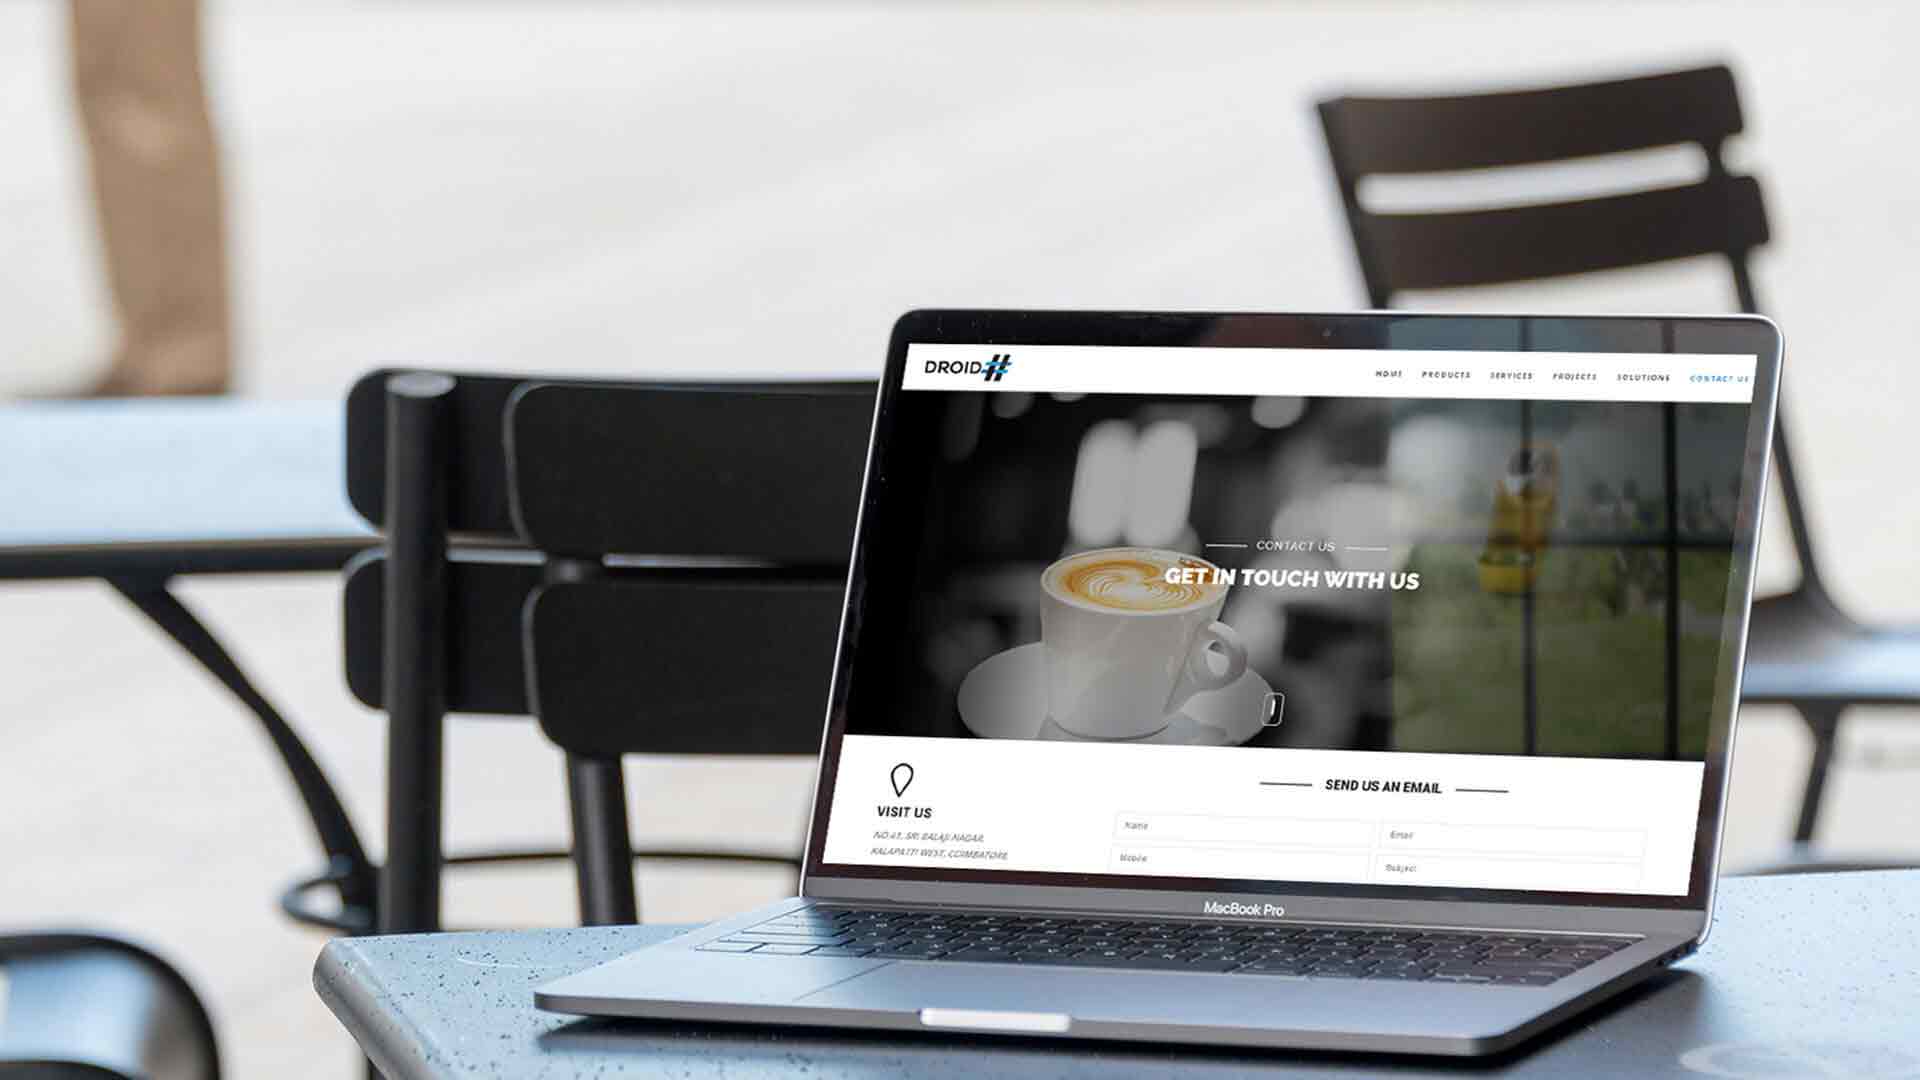 DROID#
HOME PRODUCTS SERVICES PROJECTS SOLUTIONS CONTACT US
CONTACT US
GET IN TOUCH WITH US
VISIT US
NO:41, SRI BALAJI NAGAR,
KALAPATTI WEST, COIMBATORE.
SEND US AN EMAIL
Name
Email
Mobile
Subject
MacBook Pro